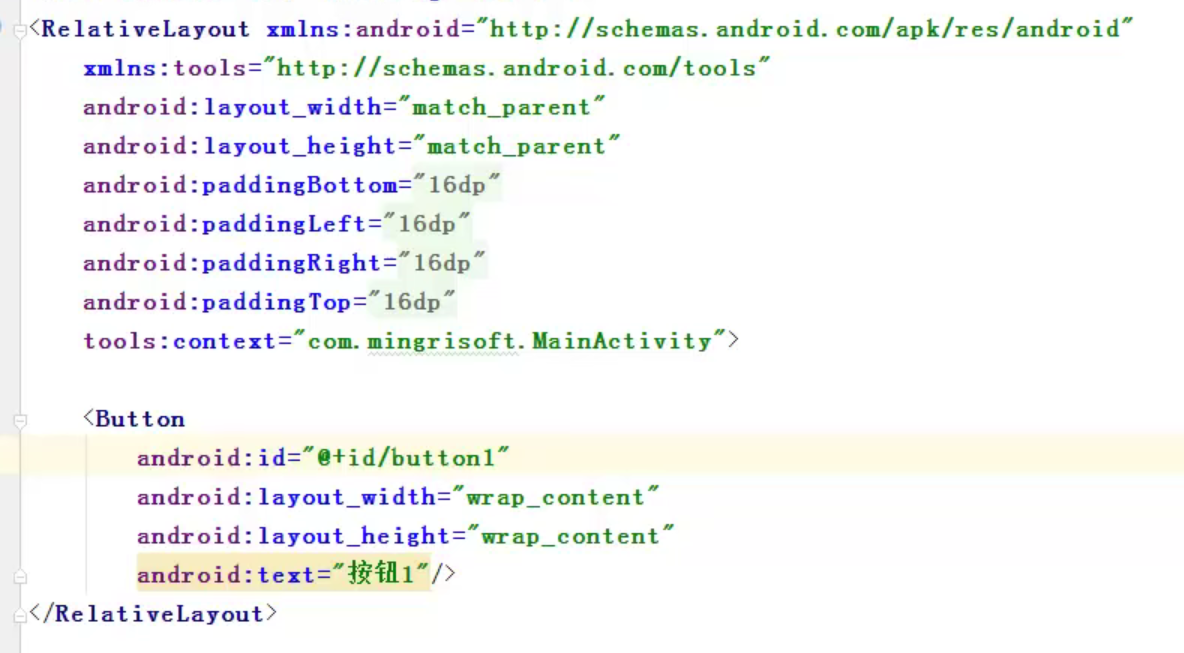 <RelativeLayout xmlns:android="http://schemas.android.com/apk/res/android"
xmlns:tools="http://schemas.android.com/tools"
android:layout_width="match_parent"
android:layout_height="match_parent"
android:paddingBottom="16dp"
android:paddingLeft="16dp"
android:paddingRight="16dp"
android:paddingTop="16dp"
tools:context="com.mingrisoft.MainActivity">
<Button
android:id="@+id/button1"
android:layout_width="wrap_content"
android:layout_height="wrap_content"
android:text="按钮1"/>
</RelativeLayout>